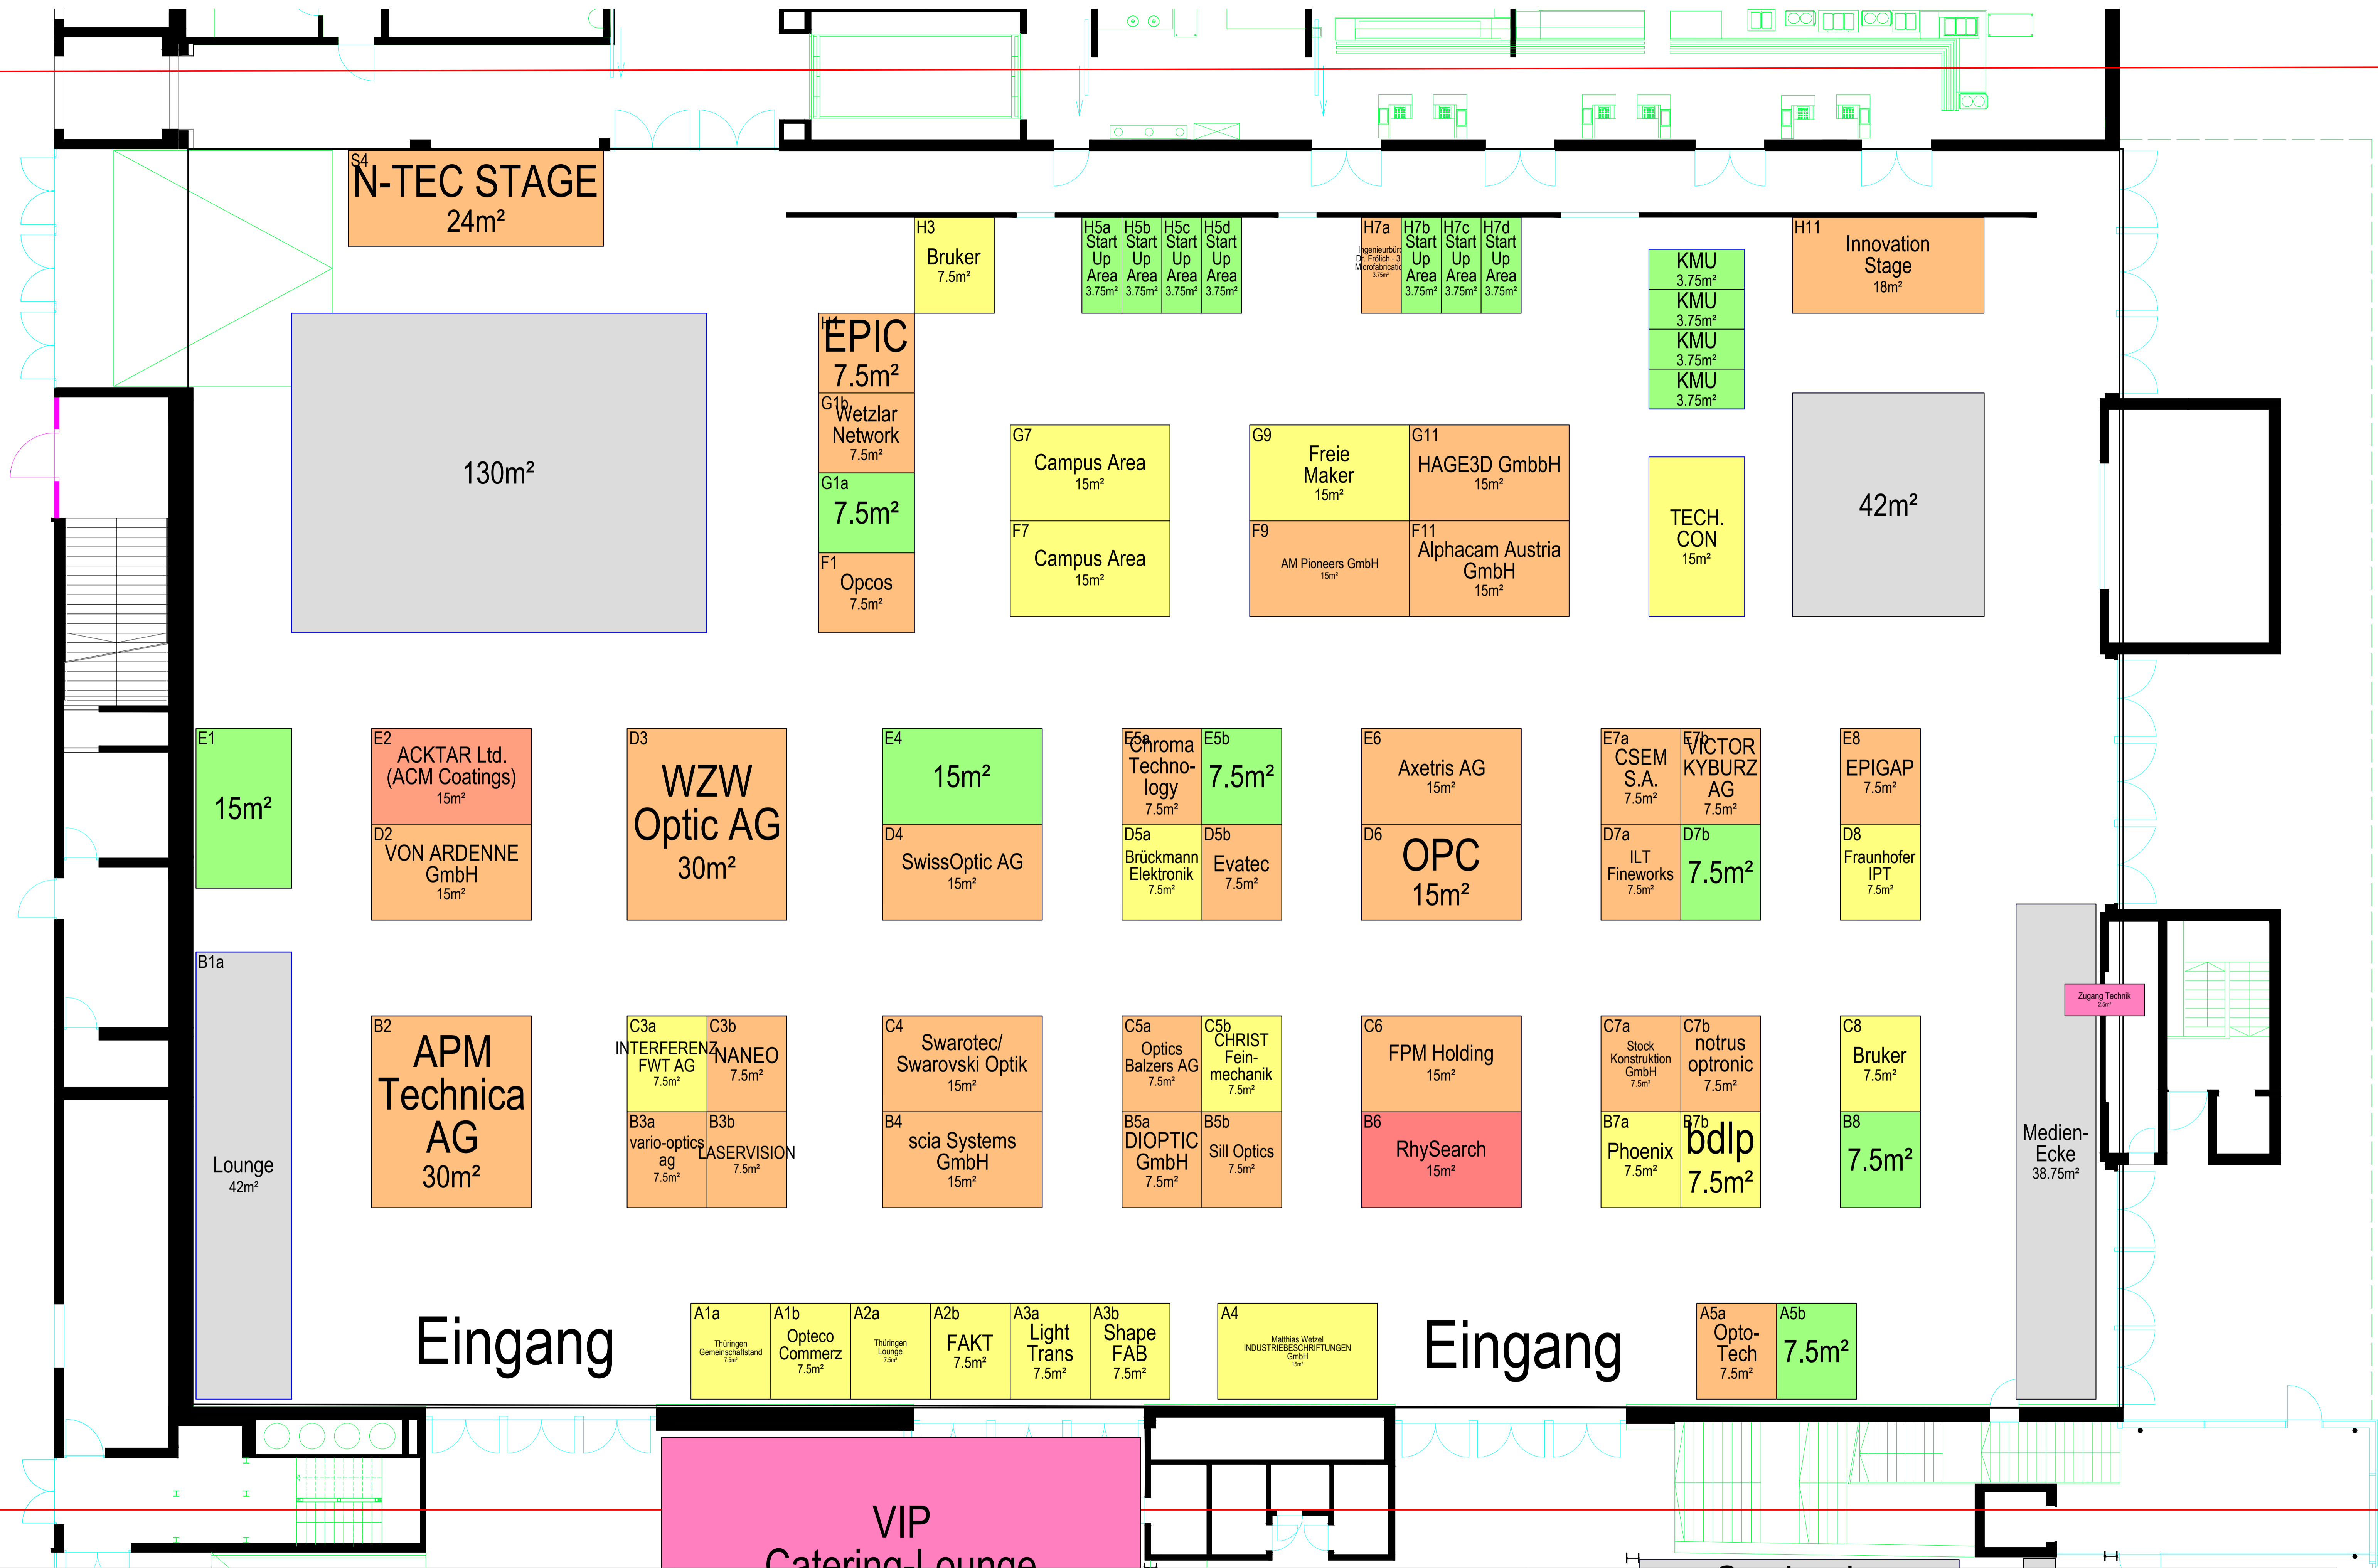 S4
N-TEC STAGE
24m²
H3
Bruker
7.5m²
H5a
Start
Up
Area
3.75m²
H5b
Start
Up
Area
3.75m²
H5c
Start
Up
Area
3.75m²
H5d
Start
Up
Area
3.75m²
H7a
Ingenieurbüro
Dr. Frölich - 3
Microfabricatio
3.75m²
H7b
Start
Up
Area
3.75m²
H7c
Start
Up
Area
3.75m²
H7d
Start
Up
Area
3.75m²
KMU
3.75m²
KMU
3.75m²
KMU
3.75m²
KMU
3.75m²
H11
Innovation
Stage
18m²
130m²
H1
EPIC
7.5m²
G1b
Wetzlar
Network
7.5m²
G1a
7.5m²
F1
Opcos
7.5m²
G7
Campus Area
15m²
F7
Campus Area
15m²
G9
Freie
Maker
15m²
G11
HAGE3D GmbbH
15m²
F9
AM Pioneers GmbH
15m²
F11
Alphacam Austria
GmbH
15m²
TECH.
CON
15m²
42m²
E1
15m²
E2
ACKTAR Ltd.
(ACM Coatings)
15m²
D2
VON ARDENNE
GmbH
15m²
D3
WZW
Optic AG
30m²
E4
15m²
D4
SwissOptic AG
15m²
E5a
Chroma
Techno-
logy
7.5m²
E5b
7.5m²
D5a
Brückmann
Elektronik
7.5m²
D5b
Evatec
7.5m²
E6
Axetris AG
15m²
D6
OPC
15m²
E7a
CSEM
S.A.
7.5m²
E7b
VICTOR
KYBURZ
AG
7.5m²
D7a
ILT
Fineworks
7.5m²
D7b
7.5m²
E8
EPIGAP
7.5m²
D8
Fraunhofer
IPT
7.5m²
B1a
Lounge
42m²
B2
APM
Technica
AG
30m²
C3a
INTERFERENZ
FWT AG
7.5m²
C3b
NANEO
7.5m²
B3a
vario-optics
ag
7.5m²
B3b
LASERVISION
7.5m²
C4
Swarotec/
Swarovski Optik
15m²
B4
scia Systems
GmbH
15m²
C5a
Optics
Balzers AG
7.5m²
C5b
CHRIST
Fein-
mechanik
7.5m²
B5a
DIOPTIC
GmbH
7.5m²
B5b
Sill Optics
7.5m²
C6
FPM Holding
15m²
B6
RhySearch
15m²
C7a
Stock
Konstruktion
GmbH
7.5m²
C7b
notrus
optronic
7.5m²
B7a
Phoenix
7.5m²
B7b
bdlp
7.5m²
C8
Bruker
7.5m²
B8
7.5m²
Medien-
Ecke
38.75m²
Zugang Technik
2.5m²
Eingang
A1a
Thüringen
Gemeinschaftstand
7.5m²
A1b
Opteco
Commerz
7.5m²
A2a
Thüringen
Lounge
7.5m²
A2b
FAKT
7.5m²
A3a
Light
Trans
7.5m²
A3b
Shape
FAB
7.5m²
A4
Matthias Wetzel
INDUSTRIEBESCHRIFTUNGEN
GmbH
15m²
Eingang
A5a
Opto-
Tech
7.5m²
A5b
7.5m²
VIP
Catering-Lounge